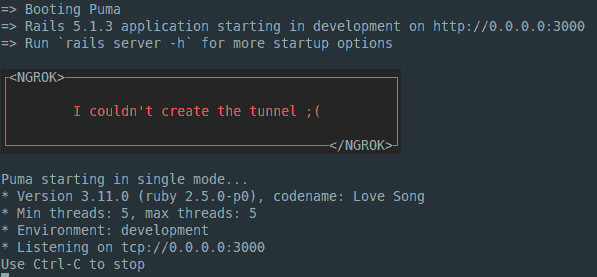 => Booting Puma
=> Rails 5.1.3 application starting in development on http://0.0.0.0:3000
=> Run `rails server -h` for more startup options
<NGROK>
I couldn't create the tunnel ;(
</NGROK>
Puma starting in single mode...
* Version 3.11.0 (ruby 2.5.0-p0), codename: Love Song
* Min threads: 5, max threads: 5
* Environment: development
* Listening on tcp://0.0.0.0:3000
Use Ctrl-C to stop